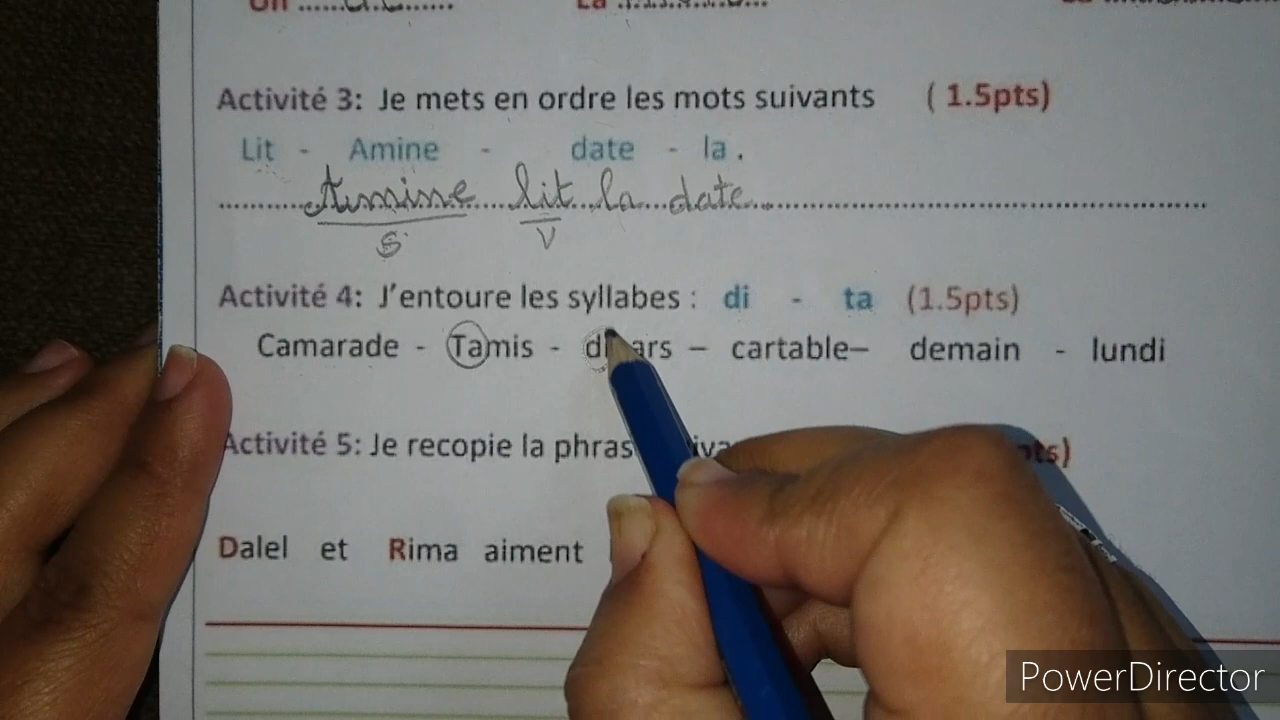 Un
La
Activité 3: Je mets en ordre les mots suivants ( 1.5pts)
Lit - Amine - date - la .
Amine lit la date
S V
Activité 4: J'entoure les syllabes : di - ta (1.5pts)
Camarade - Tamis - – cartable– demain - lundi
Activité 5: Je recopie la
Dalel et Rima aiment
PowerDirector